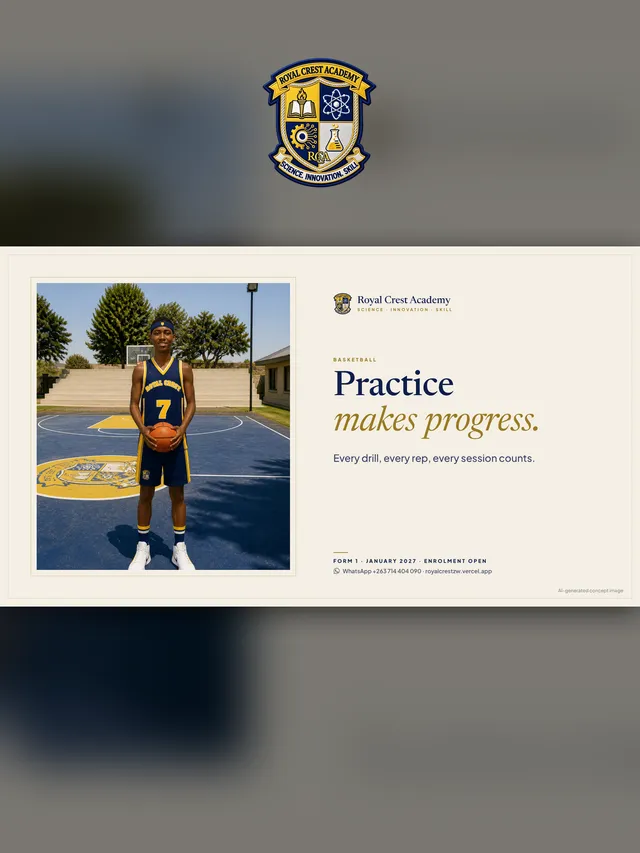 ROYAL CREST ACADEMY
RCA
SCIENCE. INNOVATION. SKILL
Royal Crest Academy
SCIENCE · INNOVATION · SKILL
BASKETBALL
Practice
makes progress.
Every drill, every rep, every session counts.
ROYAL CREST
7
FORM 1 · JANUARY 2027 · ENROLMENT OPEN
WhatsApp +263 714 404 090 · royalcrestzw.vercel.app
AI-generated concept image